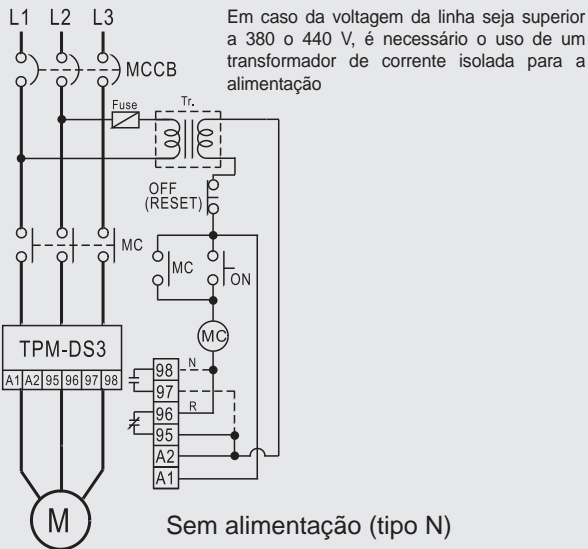 L1 L2 L3
Em caso da voltagem da linha seja superior
a 380 o 440 V, é necessário o uso de um
transformador de corrente isolada para a
alimentação
MCCB
Fuse
Tr.
OFF
(RESET)
MC
MC
ON
MC
TPM-DS3
A1 A2 95 96 97 98
98 N
97
96 R
95
A2
A1
M
Sem alimentação (tipo N)